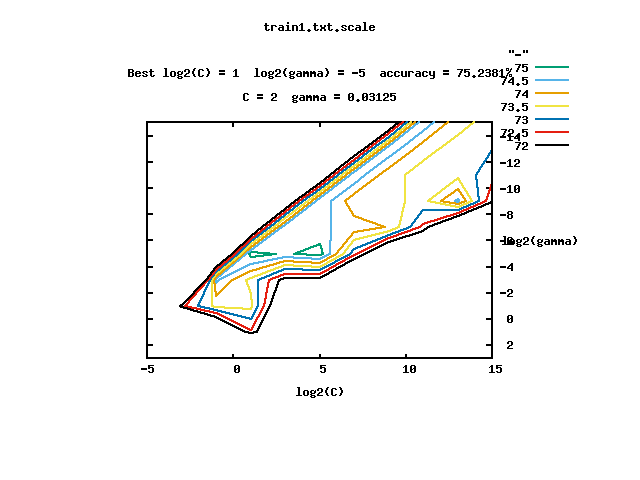 train1.txt.scale
"-"
Best log2(C) = 1 log2(gamma) = -5 accuracy = 75.2381%
75
74.5
C = 2 gamma = 0.03125
74
73.5
73
72.5
72
-14
-12
-10
-8
-6
log2(gamma)
-4
-2
0
2
-5 0 5 10 15
log2(C)